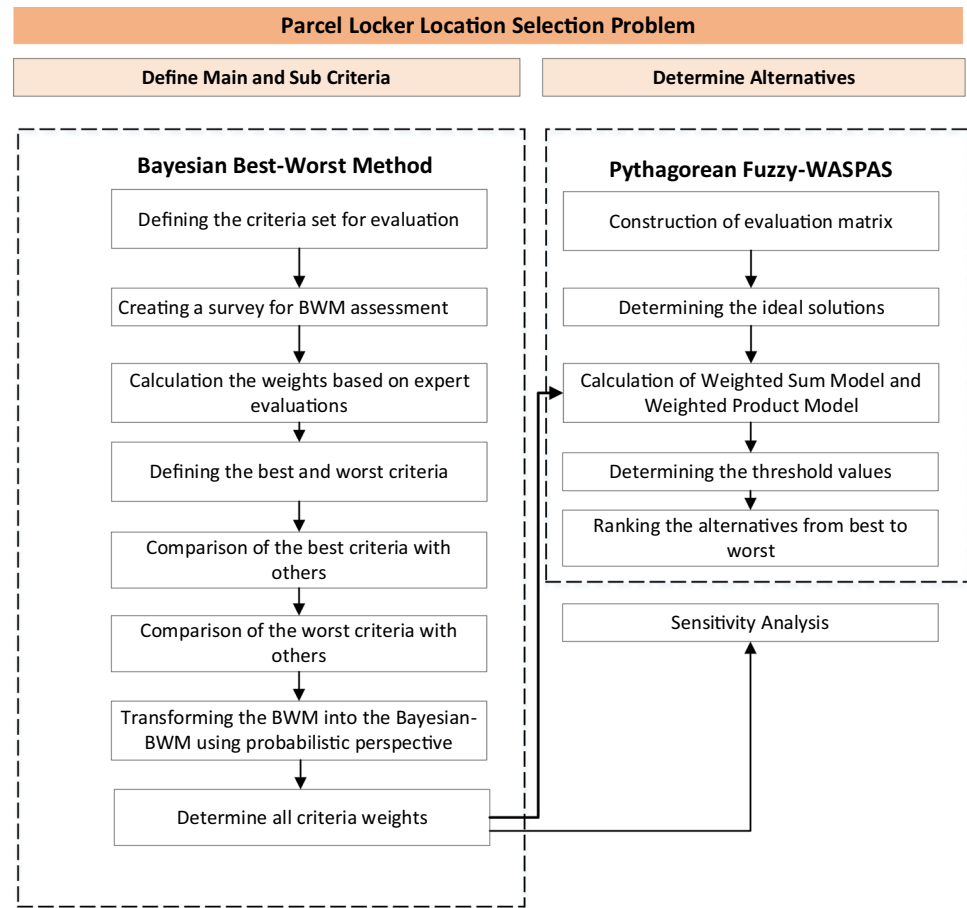 Parcel Locker Location Selection Problem
Define Main and Sub Criteria
Determine Alternatives
Bayesian Best-Worst Method
Defining the criteria set for evaluation
Creating a survey for BWM assessment
Calculation the weights based on expert
evaluations
Defining the best and worst criteria
Comparison of the best criteria with
others
Comparison of the worst criteria with
others
Transforming the BWM into the Bayesian-
BWM using probabilistic perspective
Determine all criteria weights
Pythagorean Fuzzy-WASPAS
Construction of evaluation matrix
Determining the ideal solutions
Calculation of Weighted Sum Model and
Weighted Product Model
Determining the threshold values
Ranking the alternatives from best to
worst
Sensitivity Analysis